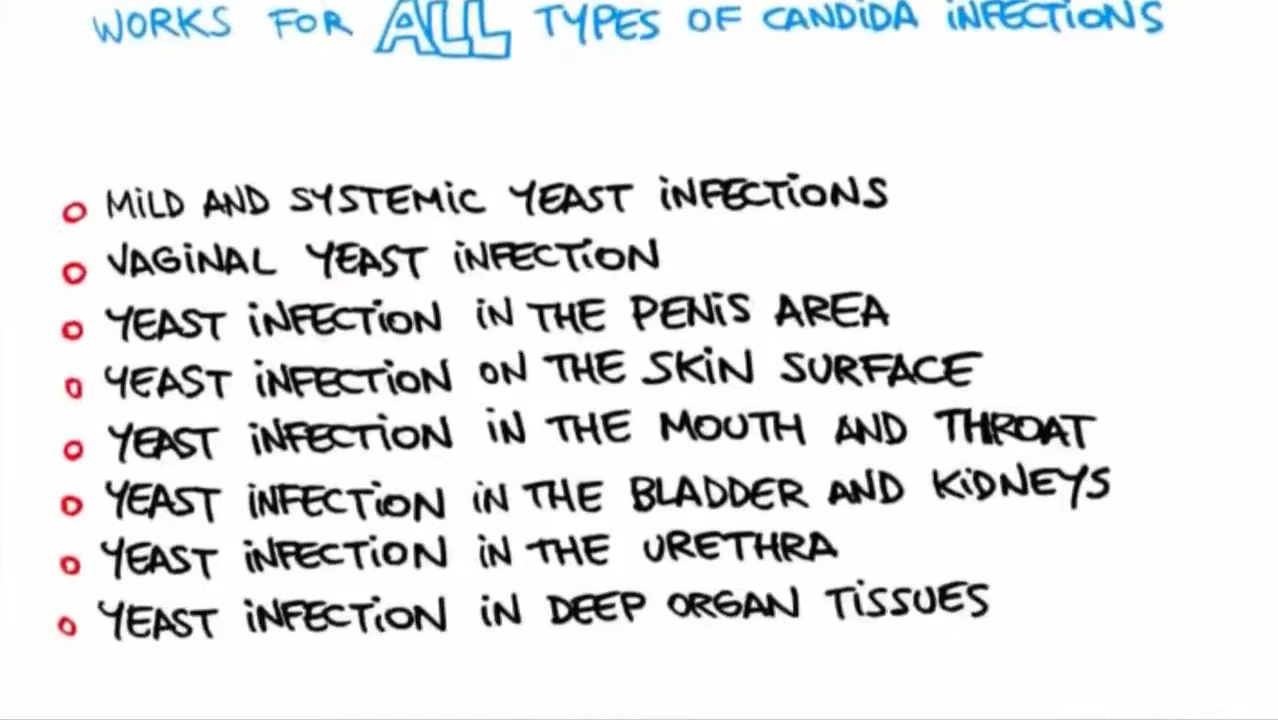 WORKS FOR ALL TYPES OF CANDIDA INFECTIONS
MILD AND SYSTEMIC YEAST INFECTIONS
VAGINAL YEAST INFECTION
YEAST INFECTION IN THE PENIS AREA
YEAST INFECTION ON THE SKIN SURFACE
YEAST INFECTION IN THE MOUTH AND THROAT
YEAST INFECTION IN THE BLADDER AND KIDNEYS
YEAST INFECTION IN THE URETHRA
YEAST INFECTION IN DEEP ORGAN TISSUES